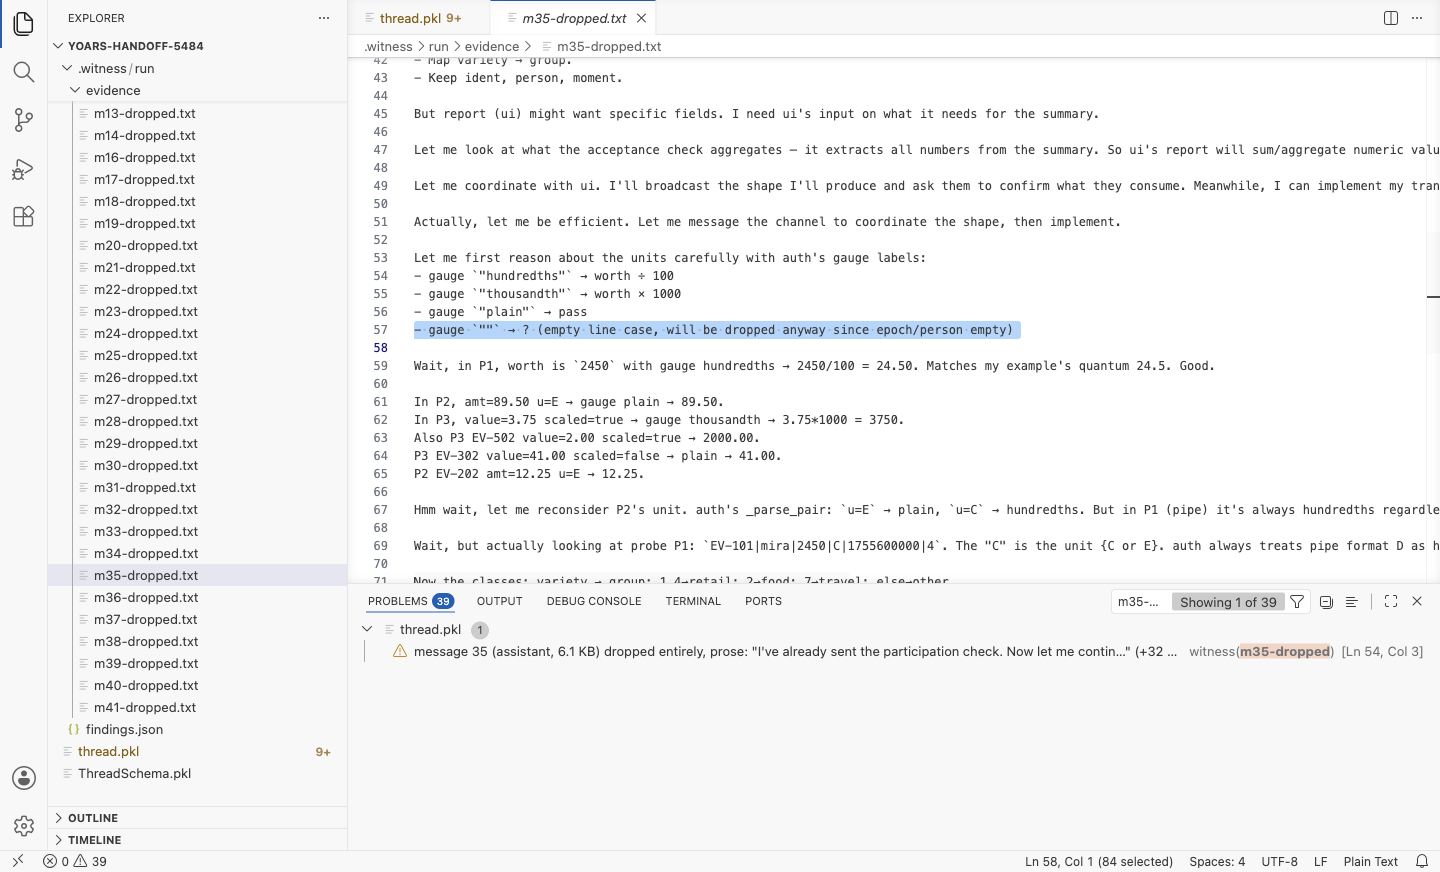 EXPLORER
YOARS-HANDOFF-5484
.witness/run
evidence
m13-dropped.txt
m14-dropped.txt
m16-dropped.txt
m17-dropped.txt
m18-dropped.txt
m19-dropped.txt
m20-dropped.txt
m21-dropped.txt
m22-dropped.txt
m23-dropped.txt
m24-dropped.txt
m25-dropped.txt
m26-dropped.txt
m27-dropped.txt
m28-dropped.txt
m29-dropped.txt
m30-dropped.txt
m31-dropped.txt
m32-dropped.txt
m33-dropped.txt
m34-dropped.txt
m35-dropped.txt
m36-dropped.txt
m37-dropped.txt
m38-dropped.txt
m39-dropped.txt
m40-dropped.txt
m41-dropped.txt
findings.json
thread.pkl 9+
ThreadSchema.pkl
OUTLINE
TIMELINE
thread.pkl 9+ m35-dropped.txt
.witness > run > evidence > m35-dropped.txt
42 - Map variety → group.
43 - Keep ident, person, moment.
44
45 But report (ui) might want specific fields. I need ui's input on what it needs for the summary.
46
47 Let me look at what the acceptance check aggregates — it extracts all numbers from the summary. So ui's report will sum/aggregate numeric valu
48
49 Let me coordinate with ui. I'll broadcast the shape I'll produce and ask them to confirm what they consume. Meanwhile, I can implement my tran
50
51 Actually, let me be efficient. Let me message the channel to coordinate the shape, then implement.
52
53 Let me first reason about the units carefully with auth's gauge labels:
54 - gauge `"hundredths"` → worth ÷ 100
55 - gauge `"thousandth"` → worth × 1000
56 - gauge `"plain"` → pass
57 - gauge `""` → ? (empty line case, will be dropped anyway since epoch/person empty)
58
59 Wait, in P1, worth is `2450` with gauge hundredths → 2450/100 = 24.50. Matches my example's quantum 24.5. Good.
60
61 In P2, amt=89.50 u=E → gauge plain → 89.50.
62 In P3, value=3.75 scaled=true → gauge thousandth → 3.75*1000 = 3750.
63 Also P3 EV-502 value=2.00 scaled=true → 2000.00.
64 P3 EV-302 value=41.00 scaled=false → plain → 41.00.
65 P2 EV-202 amt=12.25 u=E → 12.25.
66
67 Hmm wait, let me reconsider P2's unit. auth's _parse_pair: `u=E` → plain, `u=C` → hundredths. But in P1 (pipe) it's always hundredths regardle
68
69 Wait, but actually looking at probe P1: `EV-101|mira|2450|C|1755600000|4`. The "C" is the unit {C or E}. auth always treats pipe format D as h
70
71 Now the classes: variety → group: 1,4→retail; 2→food; 7→travel; else→other
PROBLEMS 39 OUTPUT DEBUG CONSOLE TERMINAL PORTS
m35-... Showing 1 of 39
thread.pkl 1
message 35 (assistant, 6.1 KB) dropped entirely, prose: "I've already sent the participation check. Now let me contin..." (+32 ... witness(m35-dropped) [Ln 54, Col 3]
0 39 Ln 58, Col 1 (84 selected) Spaces: 4 UTF-8 LF Plain Text